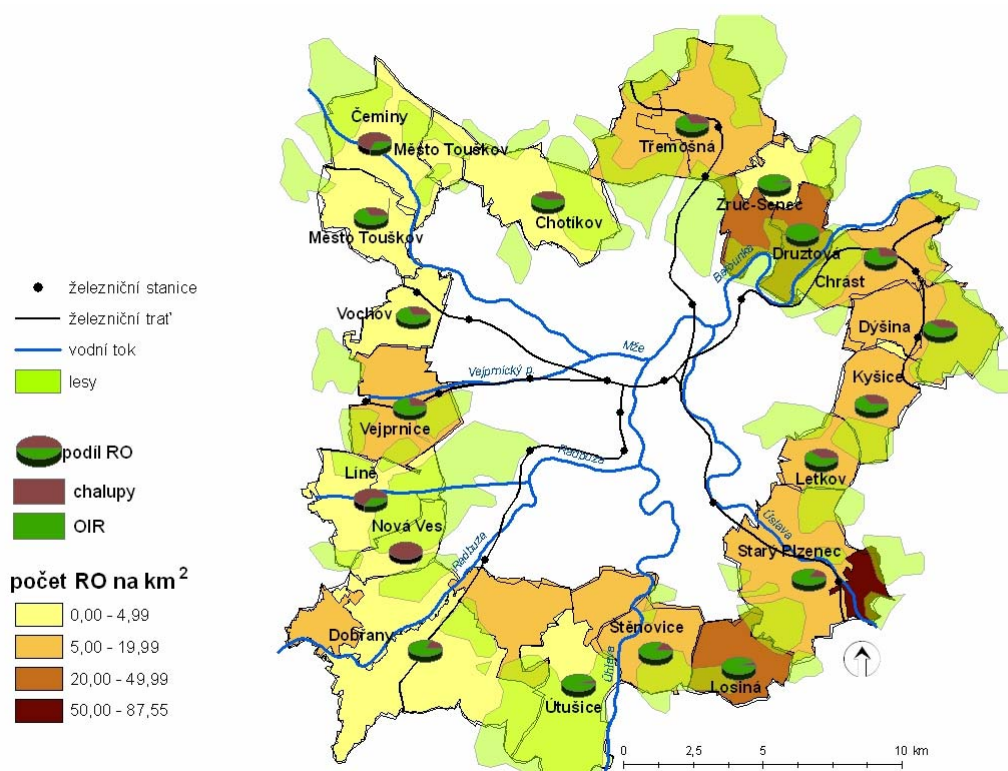 Čeminy
Město Touškov
Chotíkov
Město Touškov
Třemošná
Zruč-Senec
Druztová
Chrást
Berounka
Dýšina
železniční stanice
železniční trať
vodní tok
lesy
Vochov
Mže
Vejprnický p.
Kyšice
Vejprnice
podíl RO
chalupy
OIR
Líně
Nová Ves
Radbuza
Letkov
Úslava
Starý Plzenec
počet RO na km²
0,00 - 4,99
5,00 - 19,99
20,00 - 49,99
50,00 - 87,55
Radbuza
Dobřany
Štěnovice
Úhlava
Útušice
Losiná
0 2,5 5 10 km